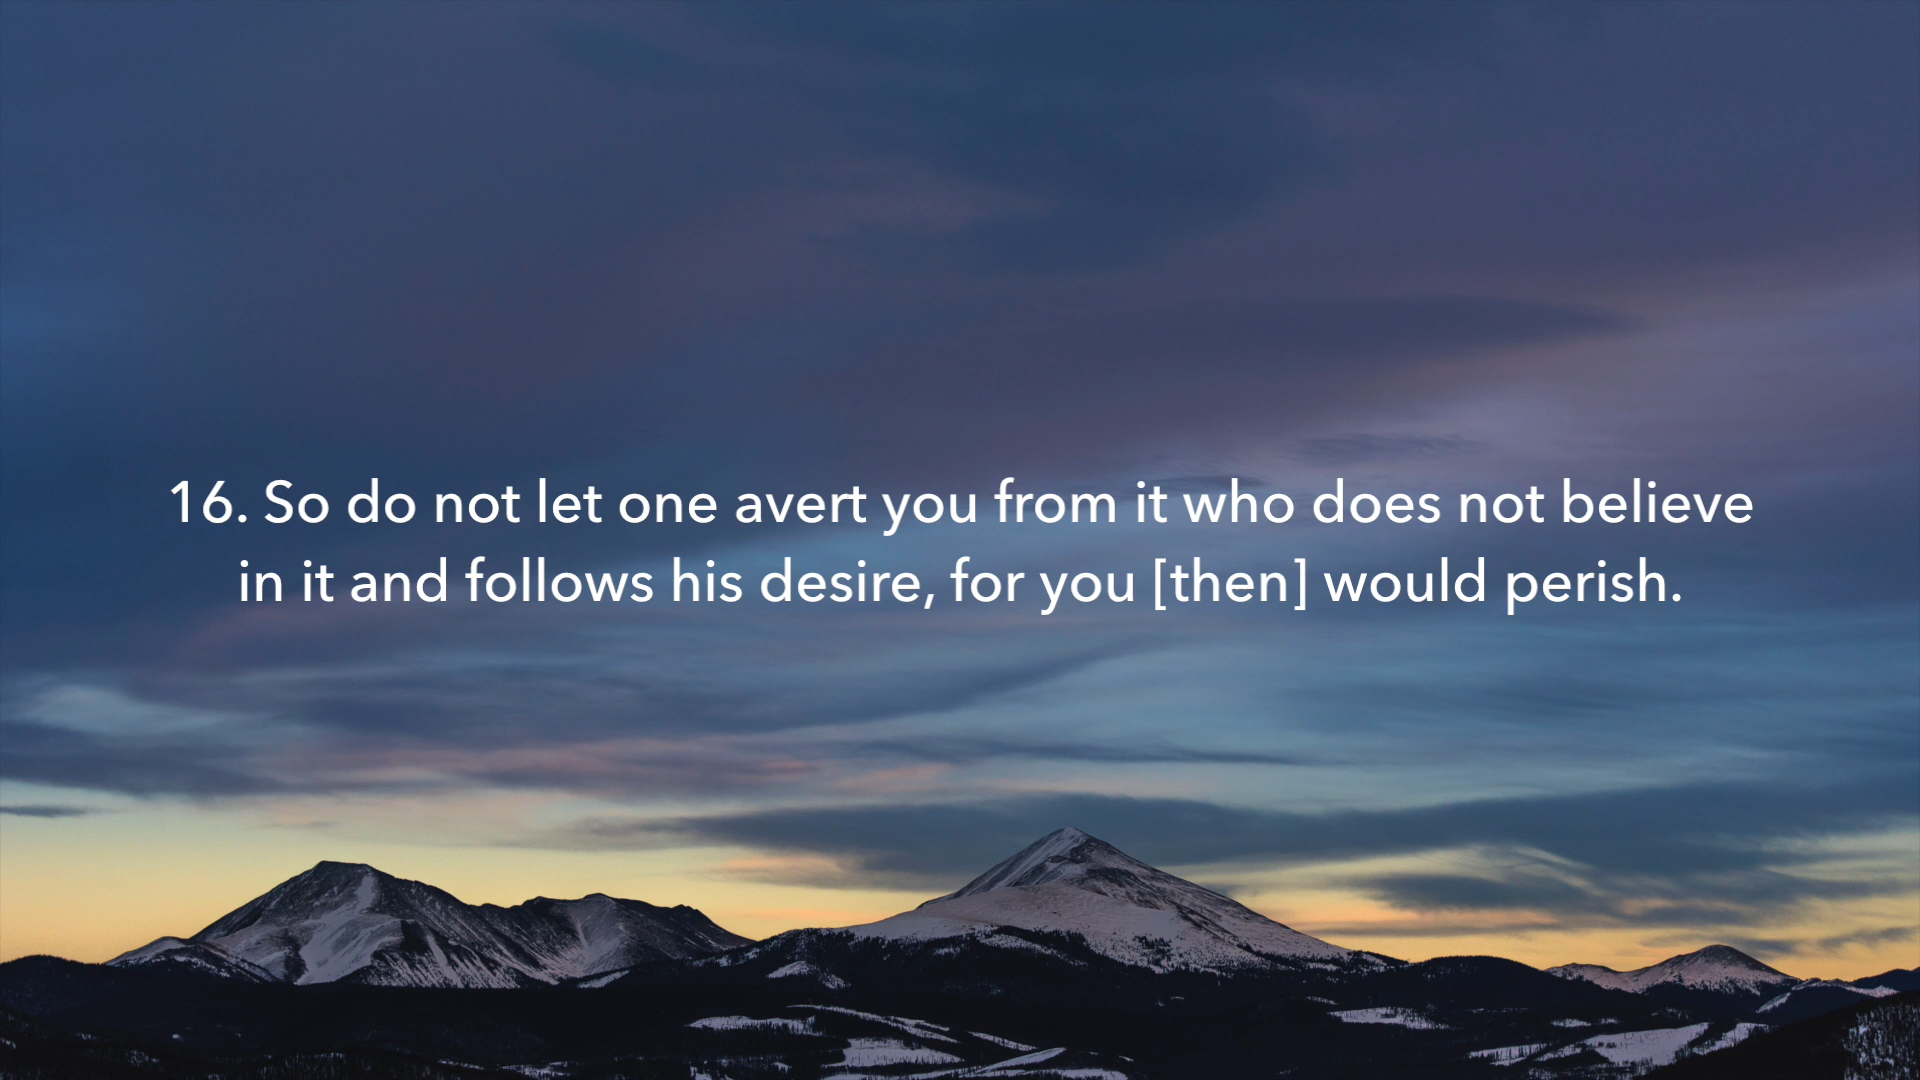 16. So do not let one avert you from it who does not believe
in it and follows his desire, for you [then] would perish.